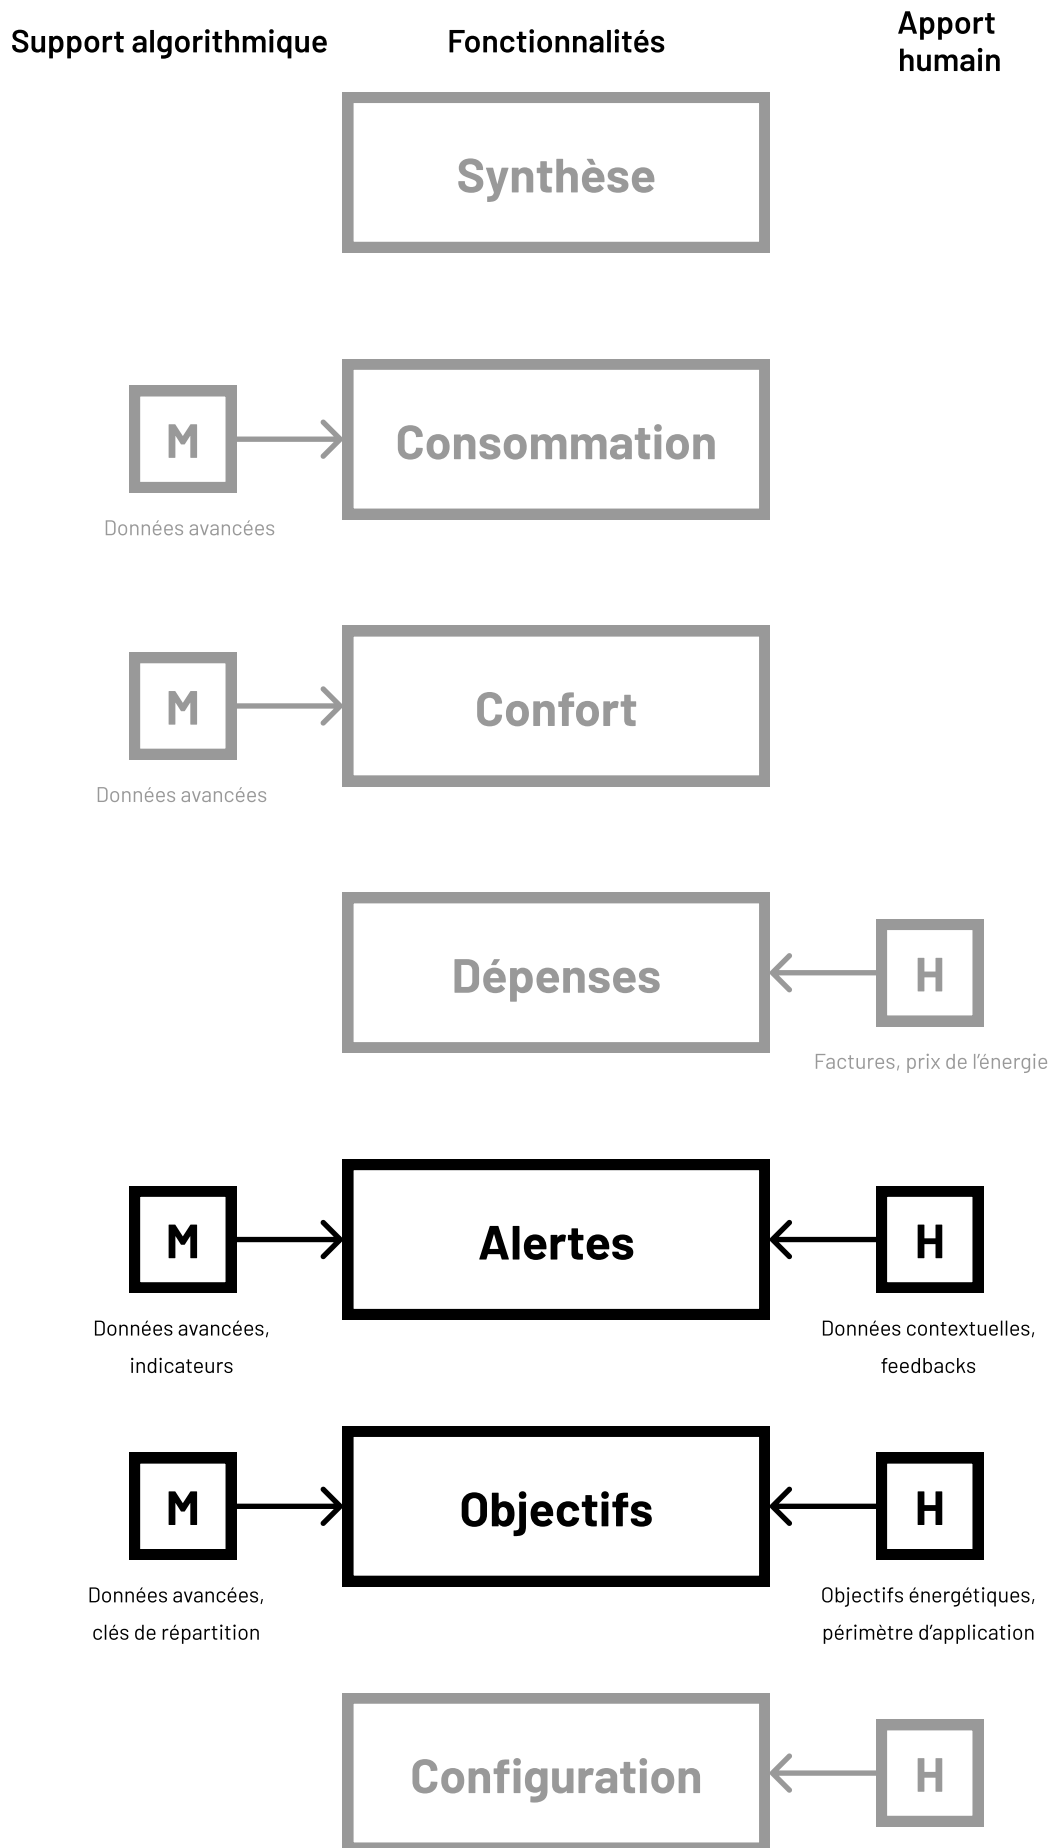 Support algorithmique
Fonctionnalités
Apport
humain
Synthèse
M
Consommation
Données avancées
M
Confort
Données avancées
Dépenses
H
Factures, prix de l'énergie
M
Alertes
H
Données avancées,
indicateurs
Données contextuelles,
feedbacks
M
Objectifs
H
Données avancées,
clés de répartition
Objectifs énergétiques,
périmètre d'application
Configuration
H